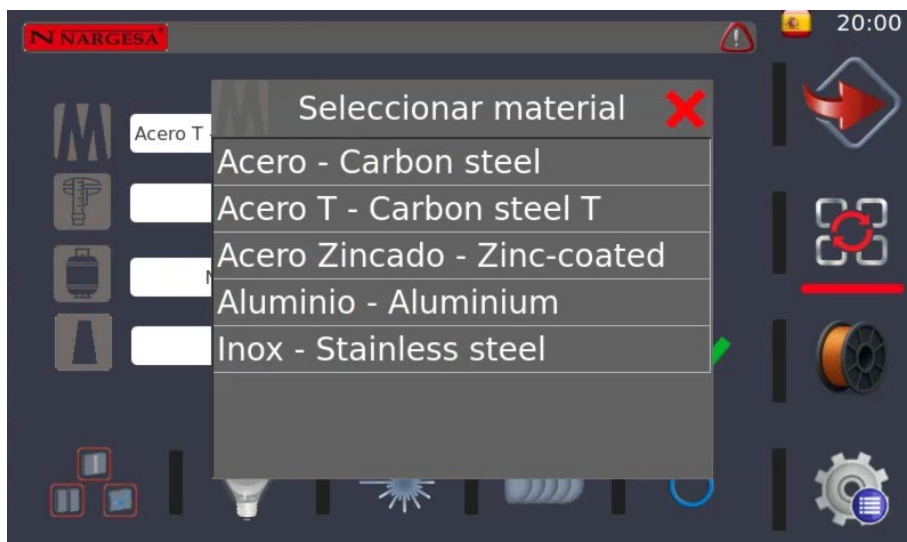 NARGESA
20:00
Seleccionar material
Acero T
Acero - Carbon steel
Acero T - Carbon steel T
Acero Zincado - Zinc-coated
Aluminio - Aluminium
Inox - Stainless steel